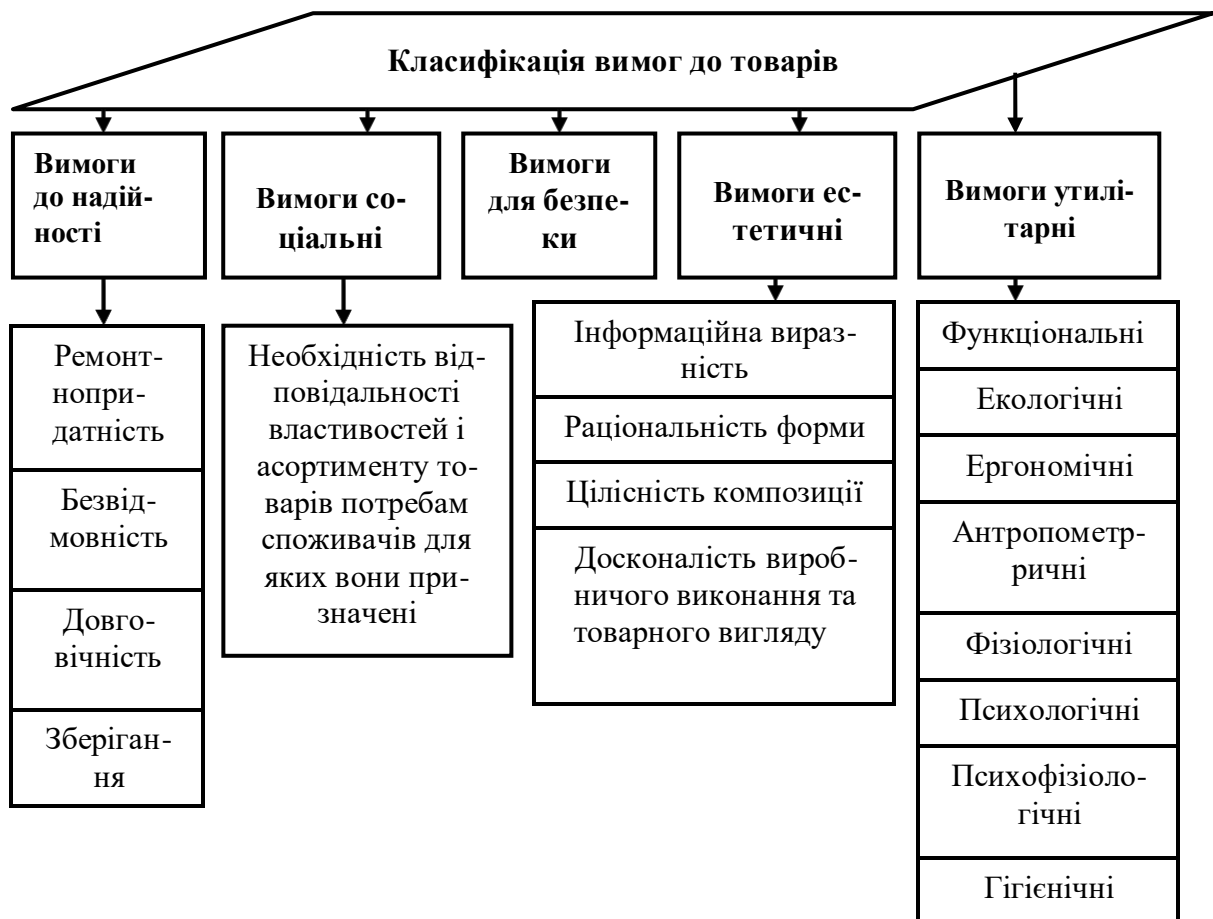 Класифікація вимог до товарів
Вимоги
до надій-
ності
Вимоги со-
ціальні
Вимоги
для безпе-
ки
Вимоги ес-
тетичні
Вимоги утилі-
тарні
Ремонт-
нопри-
датність
Безвід-
мовність
Довго-
вічність
Зберіган-
ня
Необхідність від-
повідальності
властивостей і
асортименту то-
варів потребам
споживачів для
яких вони при-
значені
Інформаційна вираз-
ність
Раціональність форми
Цілісність композиції
Досконалість вироб-
ничого виконання та
товарного вигляду
Функціональні
Екологічні
Ергономічні
Антропомет-
ричні
Фізіологічні
Психологічні
Психофізіоло-
гічні
Гігієнічні